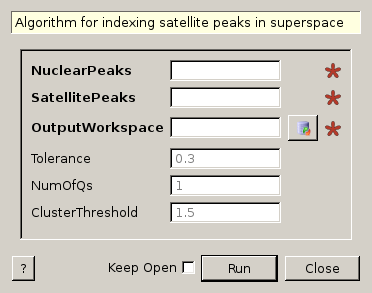 Algorithm for indexing satellite peaks in superspace
NuclearPeaks *
SatellitePeaks *
OutputWorkspace *
Tolerance 0.3
NumOfQs 1
ClusterThreshold 1.5
? Keep Open Run Close